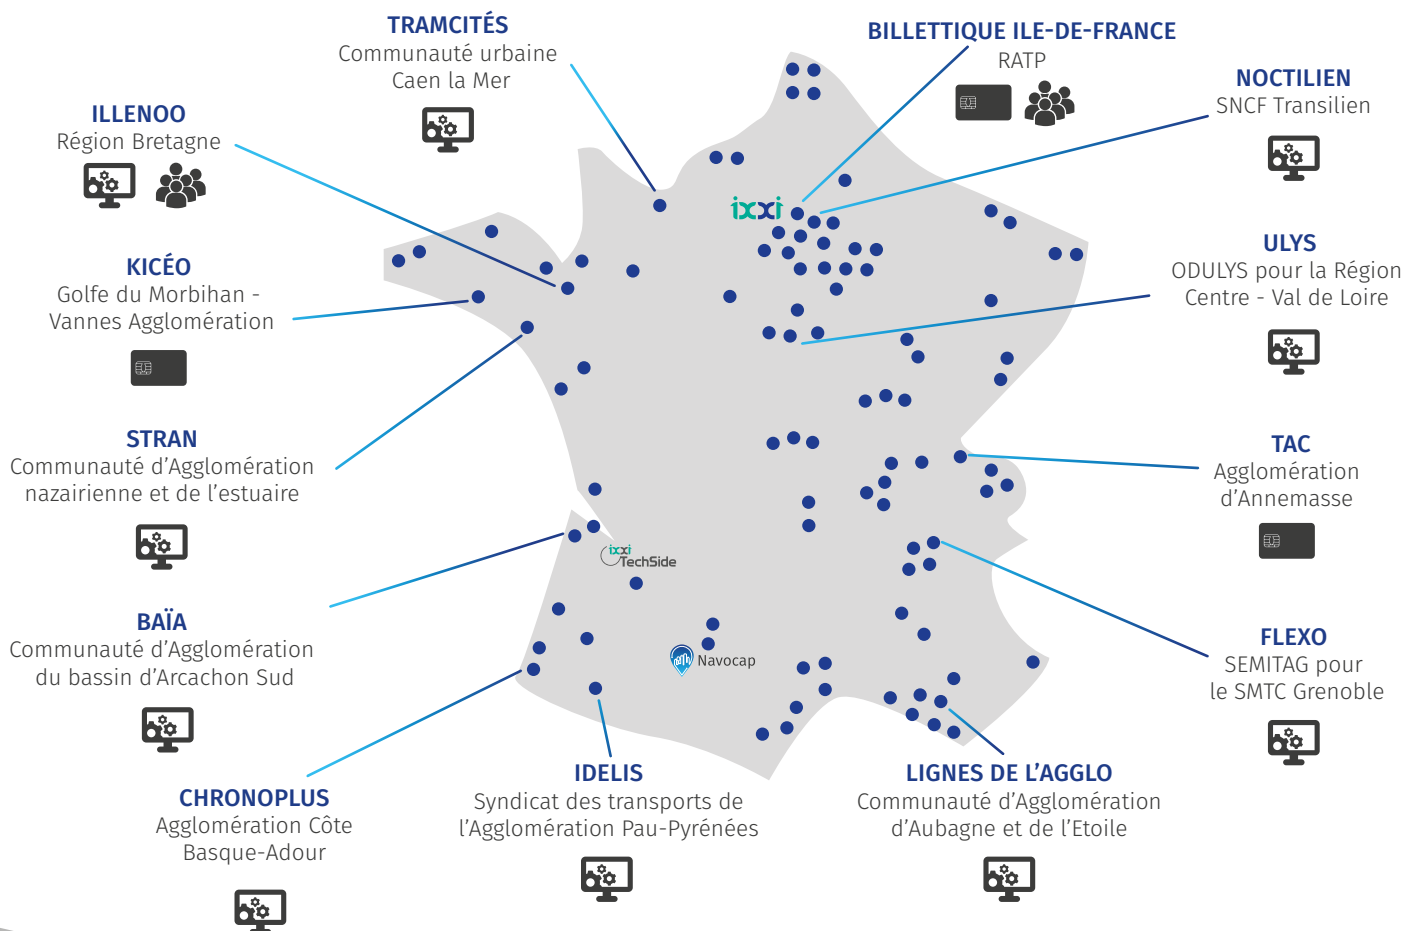 TRAMCITÉS
Communauté urbaine
Caen la Mer
BILLETTIQUE ILE-DE-FRANCE
RATP
NOCTILIEN
SNCF Transilien
ILLENOO
Région Bretagne
ixxi
KICÉO
Golfe du Morbihan -
Vannes Agglomération
ULYS
ODULYS pour la Région
Centre - Val de Loire
STRAN
Communauté d'Agglomération
nazairienne et de l'estuaire
TAC
Agglomération
d'Annemasse
ixxi
TechSide
BAÏA
Communauté d'Agglomération
du bassin d'Arcachon Sud
Navocap
FLEXO
SEMITAG pour
le SMTC Grenoble
CHRONOPLUS
Agglomération Côte
Basque-Adour
IDELIS
Syndicat des transports de
l'Agglomération Pau-Pyrénées
LIGNES DE L'AGGLO
Communauté d'Agglomération
d'Aubagne et de l'Etoile